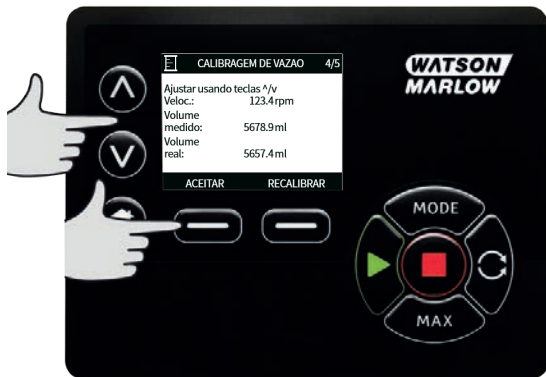 CALIBRAGEM DE VAZAO 4/5
Ajustar usando teclas ^/v
Veloc.: 123.4 rpm
Volume
medido: 5678.9 ml
Volume
real: 5657.4 ml
ACEITAR RECALIBRAR
WATSON
MARLOW
MODE
MAX